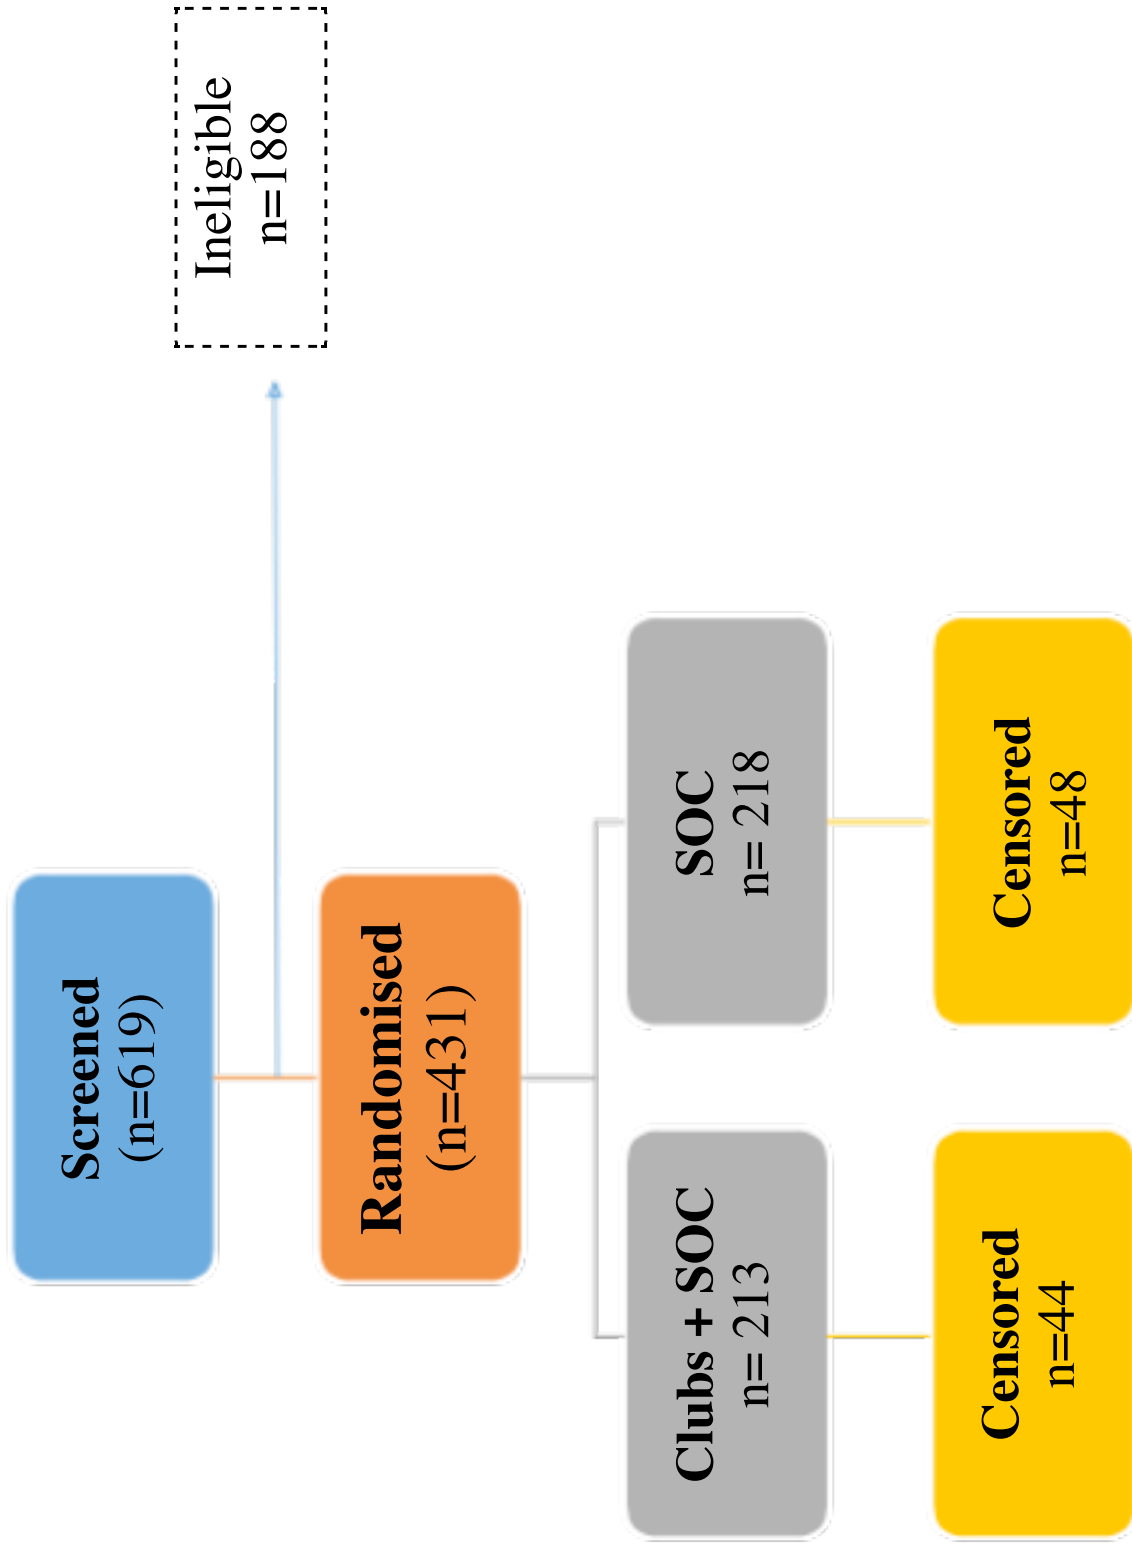 Screened
(n=619)
Ineligible
n=188
Randomised
(n=431)
Clubs + SOC
n= 213
SOC
n= 218
Censored
n=44
Censored
n=48